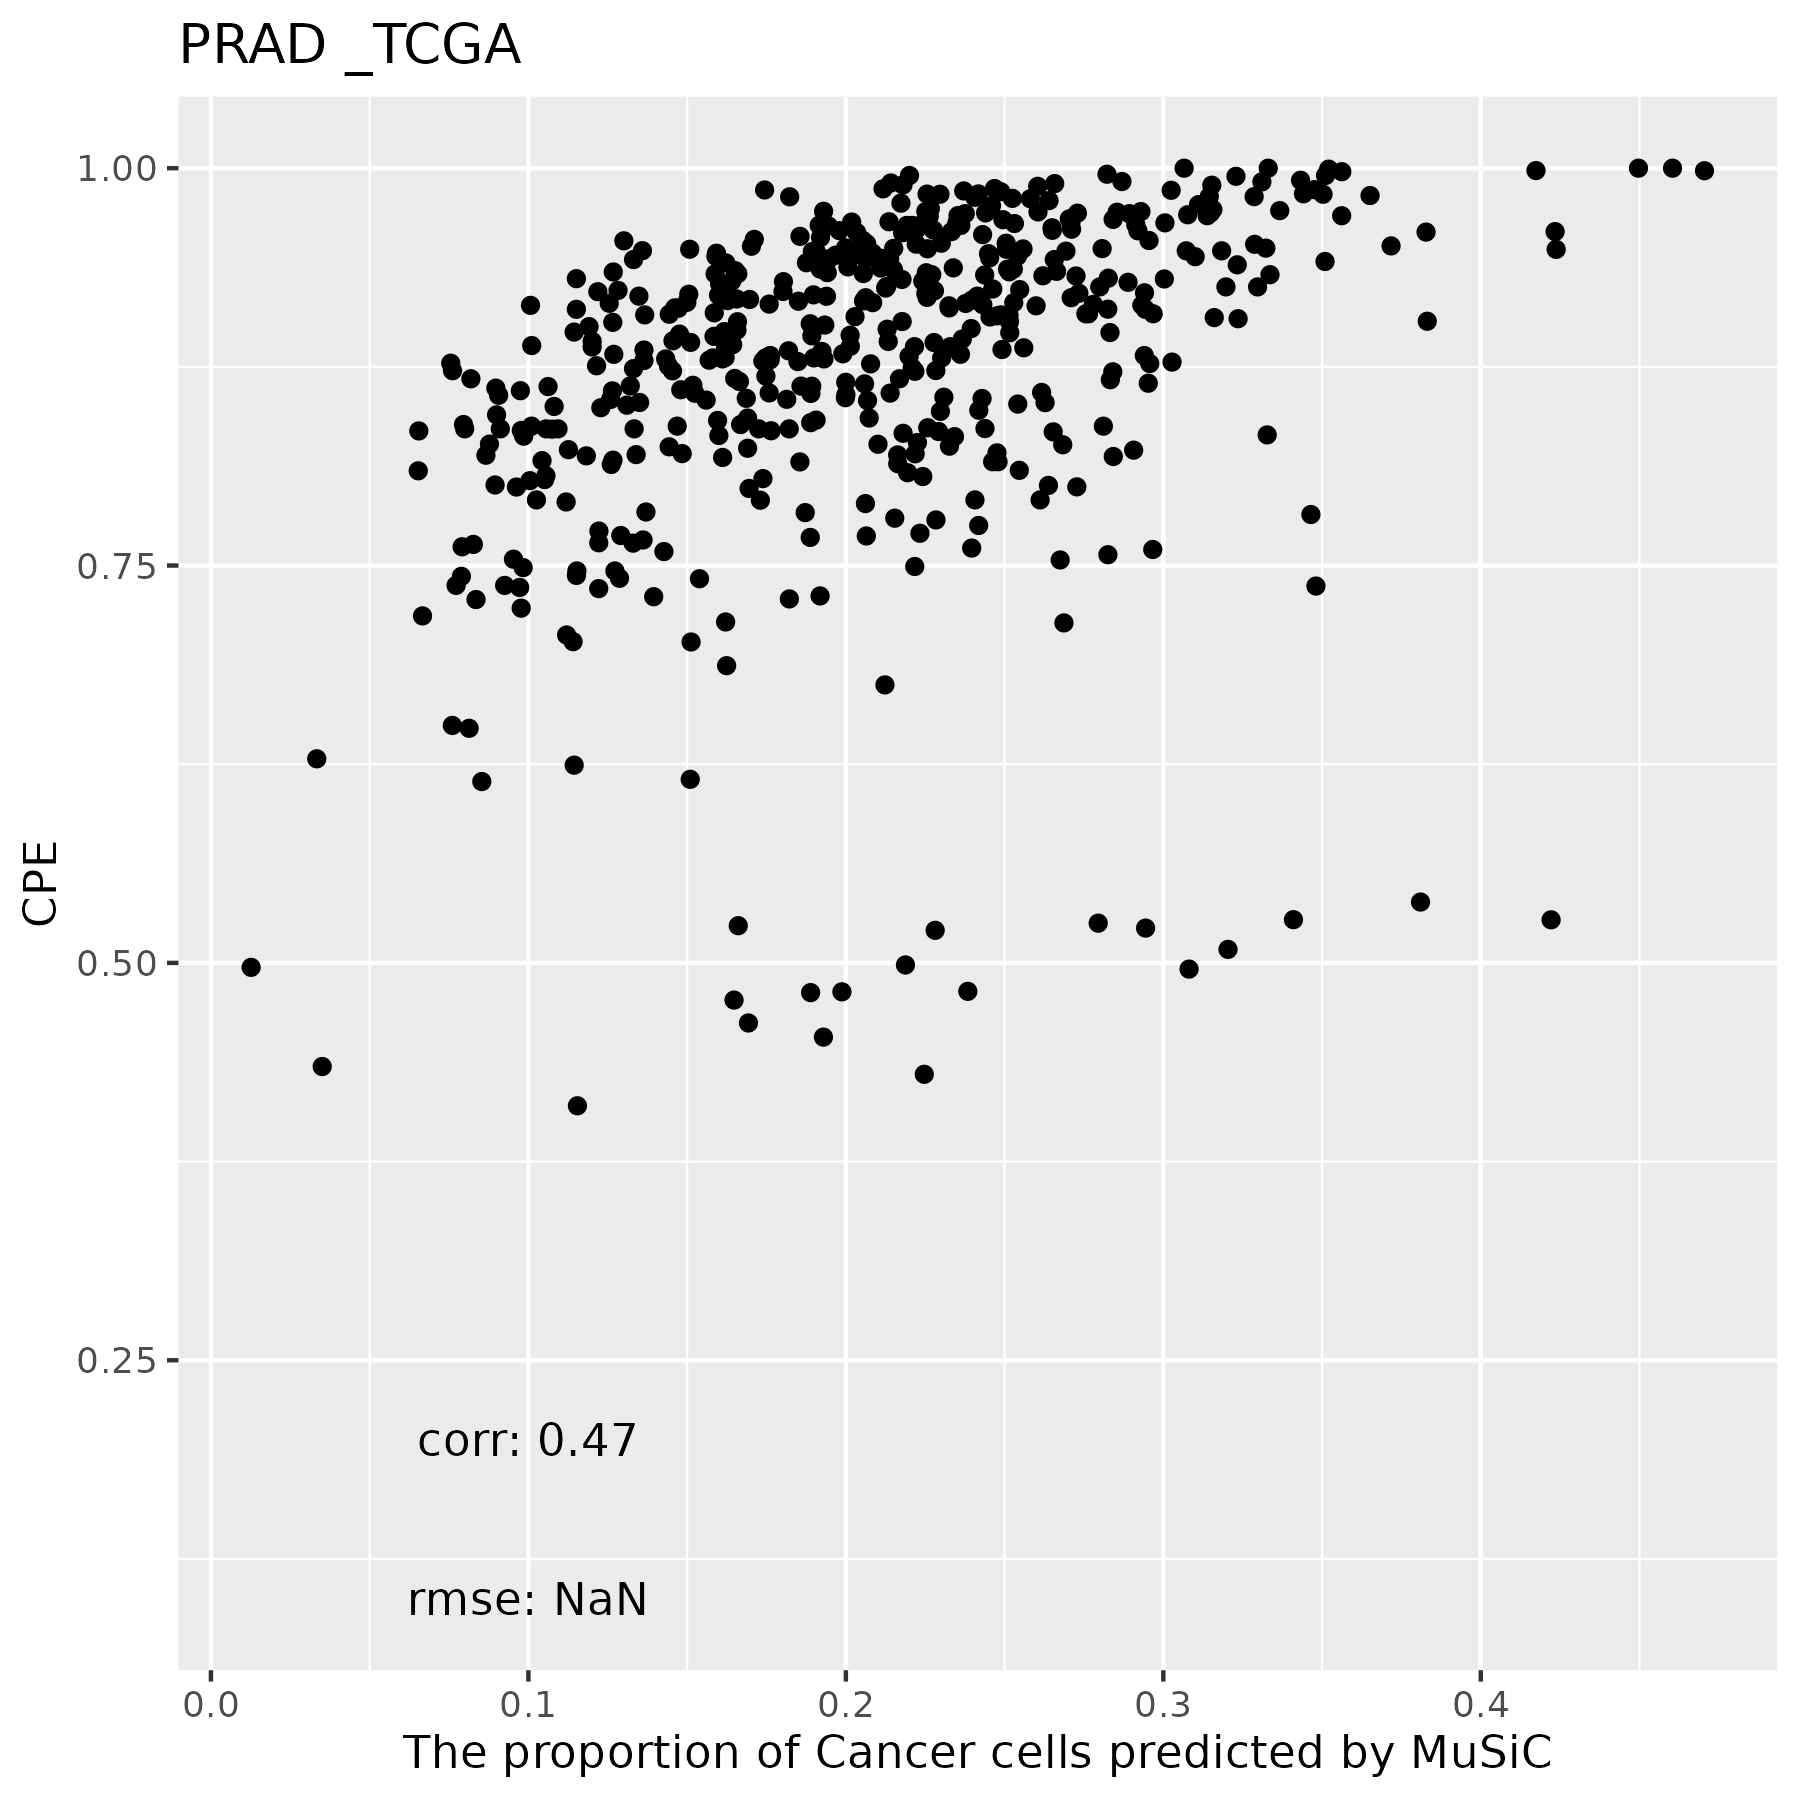 PRAD _TCGA
1.00
0.75
0.50
0.25
CPE
corr: 0.47
rmse: NaN
0.0 0.1 0.2 0.3 0.4
The proportion of Cancer cells predicted by MuSiC